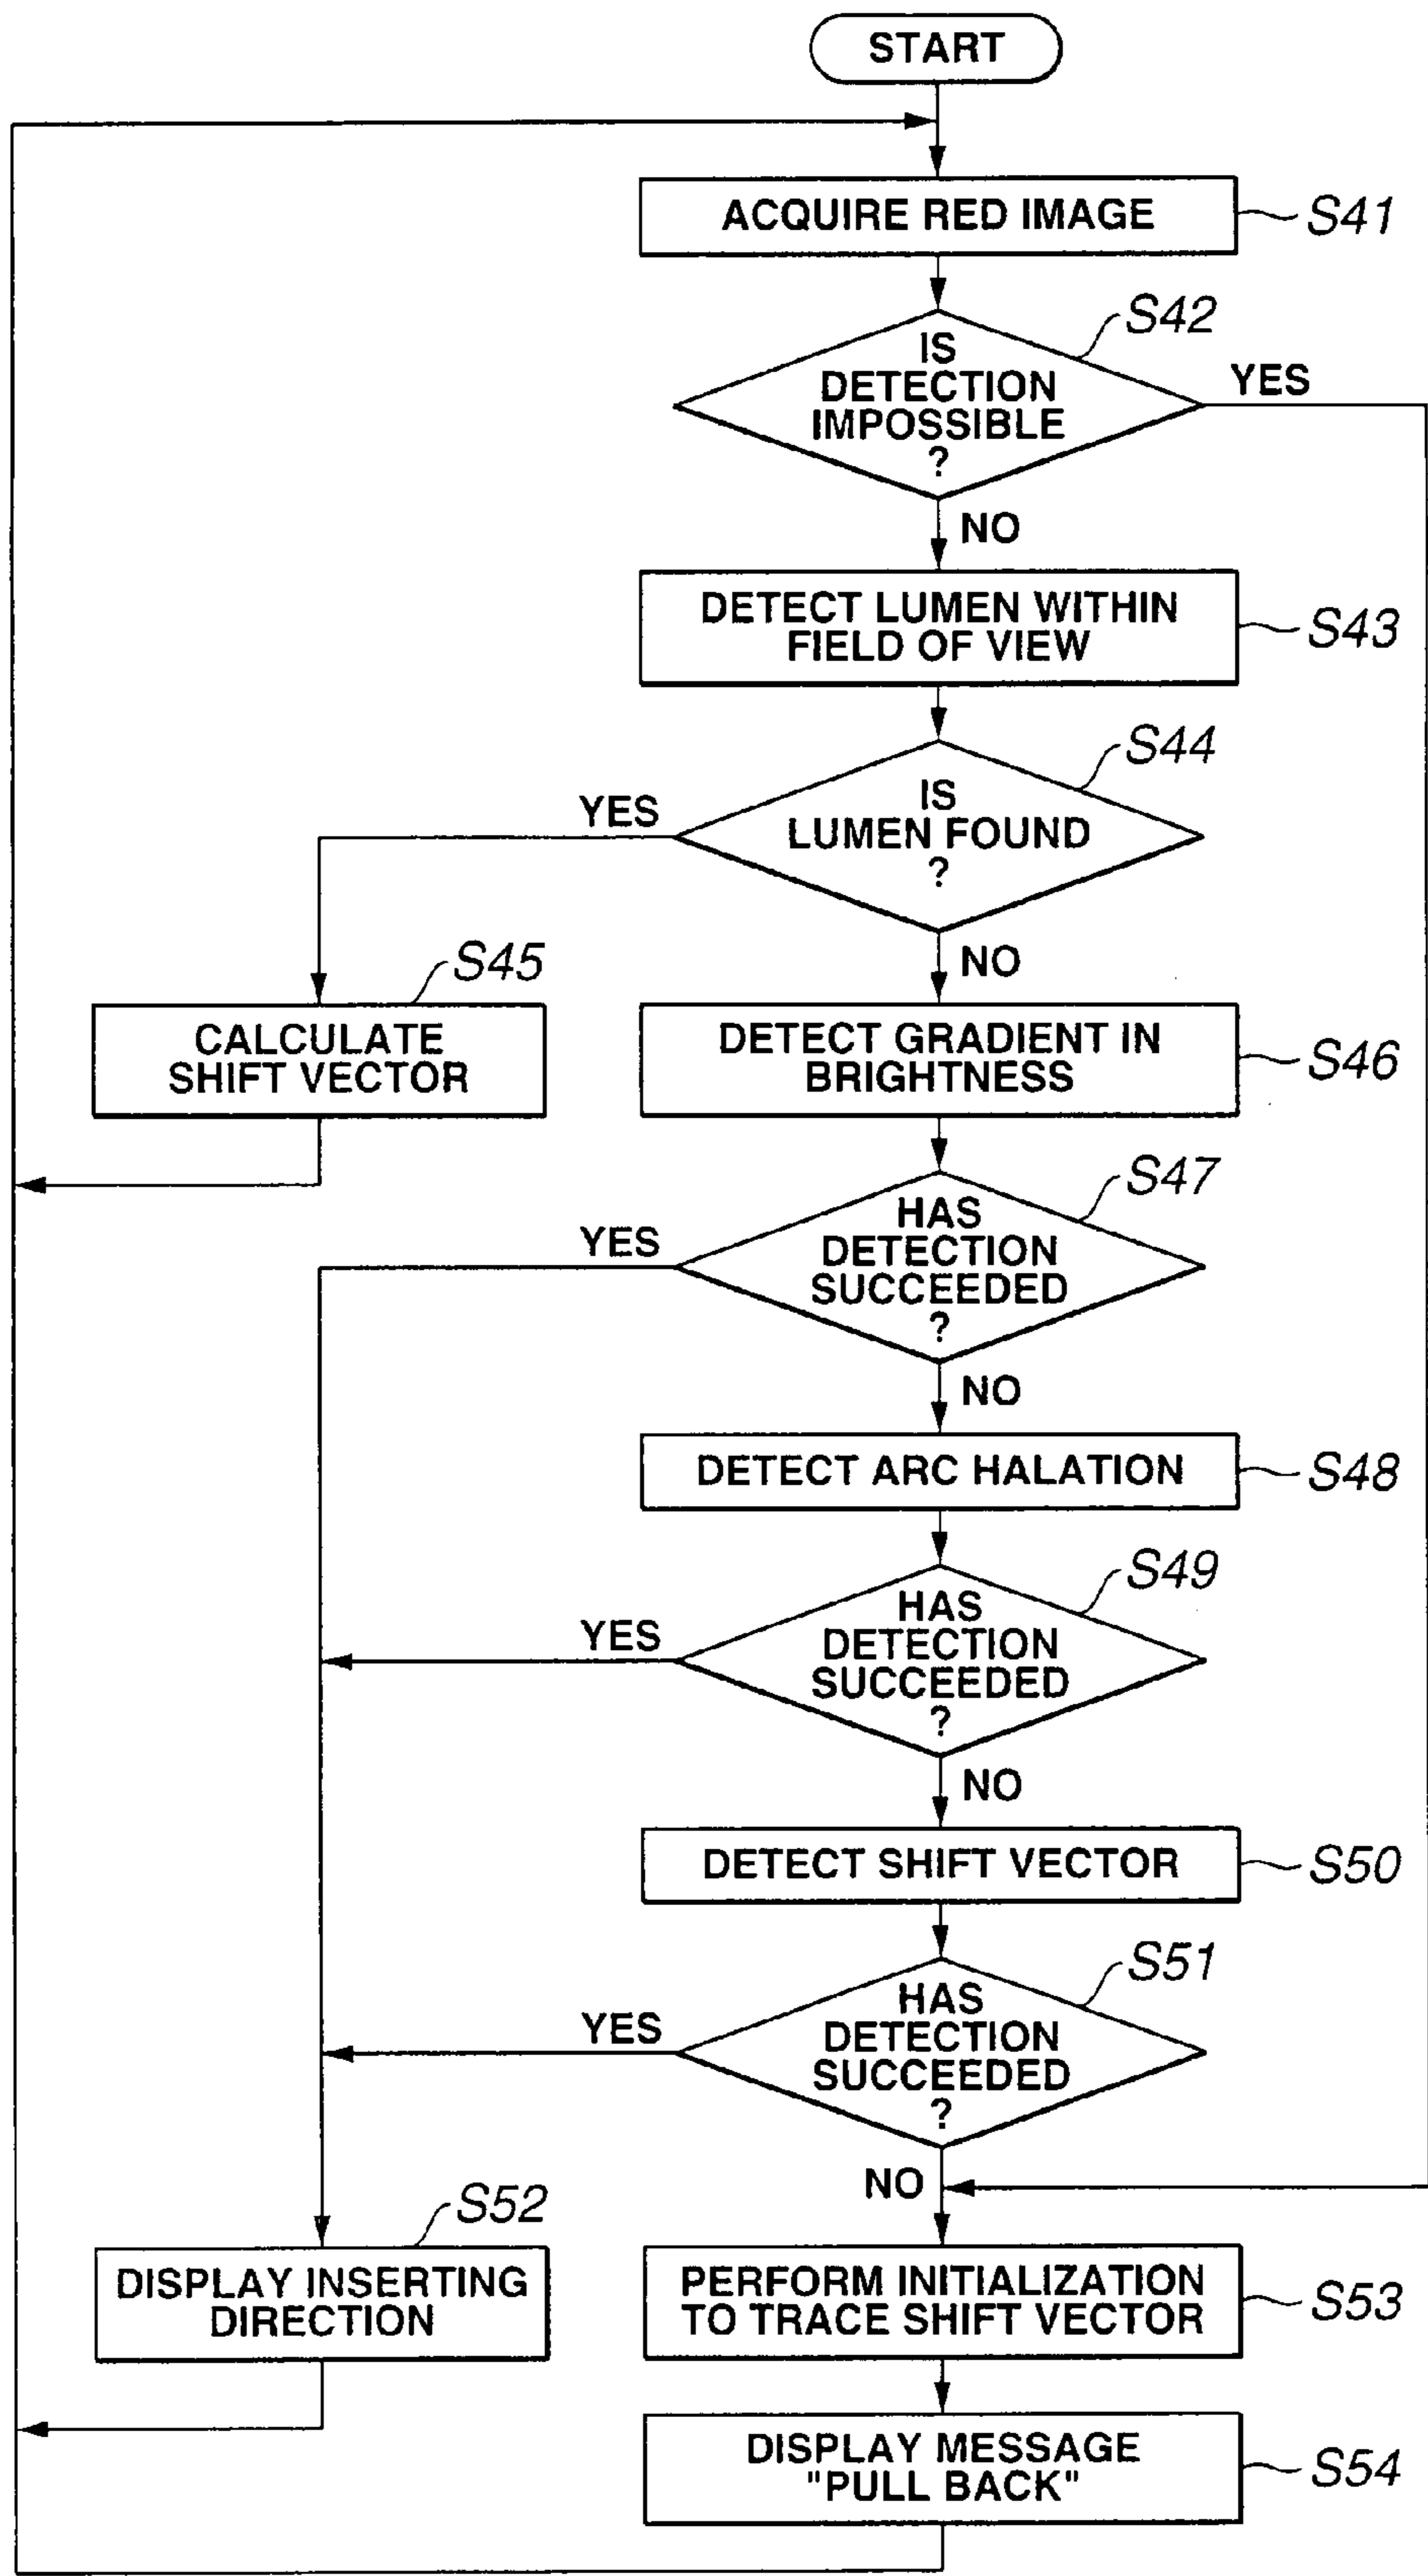 START
ACQUIRE RED IMAGE
S41
S42
IS
DETECTION
IMPOSSIBLE
?
YES
NO
DETECT LUMEN WITHIN
FIELD OF VIEW
S43
S44
IS
LUMEN FOUND
?
YES
NO
S45
CALCULATE
SHIFT VECTOR
DETECT GRADIENT IN
BRIGHTNESS
S46
S47
HAS
DETECTION
SUCCEEDED
?
YES
NO
DETECT ARC HALATION
S48
S49
HAS
DETECTION
SUCCEEDED
?
YES
NO
DETECT SHIFT VECTOR
S50
S51
HAS
DETECTION
SUCCEEDED
?
YES
NO
S52
DISPLAY INSERTING
DIRECTION
PERFORM INITIALIZATION
TO TRACE SHIFT VECTOR
S53
DISPLAY MESSAGE
"PULL BACK"
S54